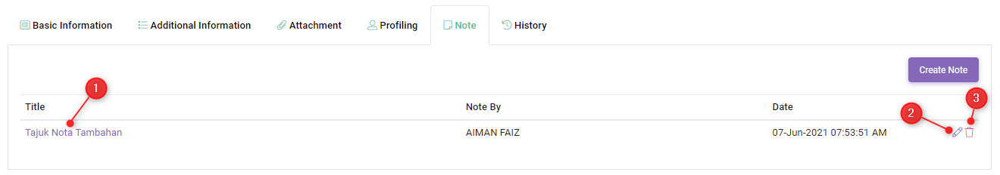 Basic Information Additional Information Attachment Profiling Note History
Create Note
1
3
Title Note By Date
2
Tajuk Nota Tambahan AIMAN FAIZ 07-Jun-2021 07:53:51 AM